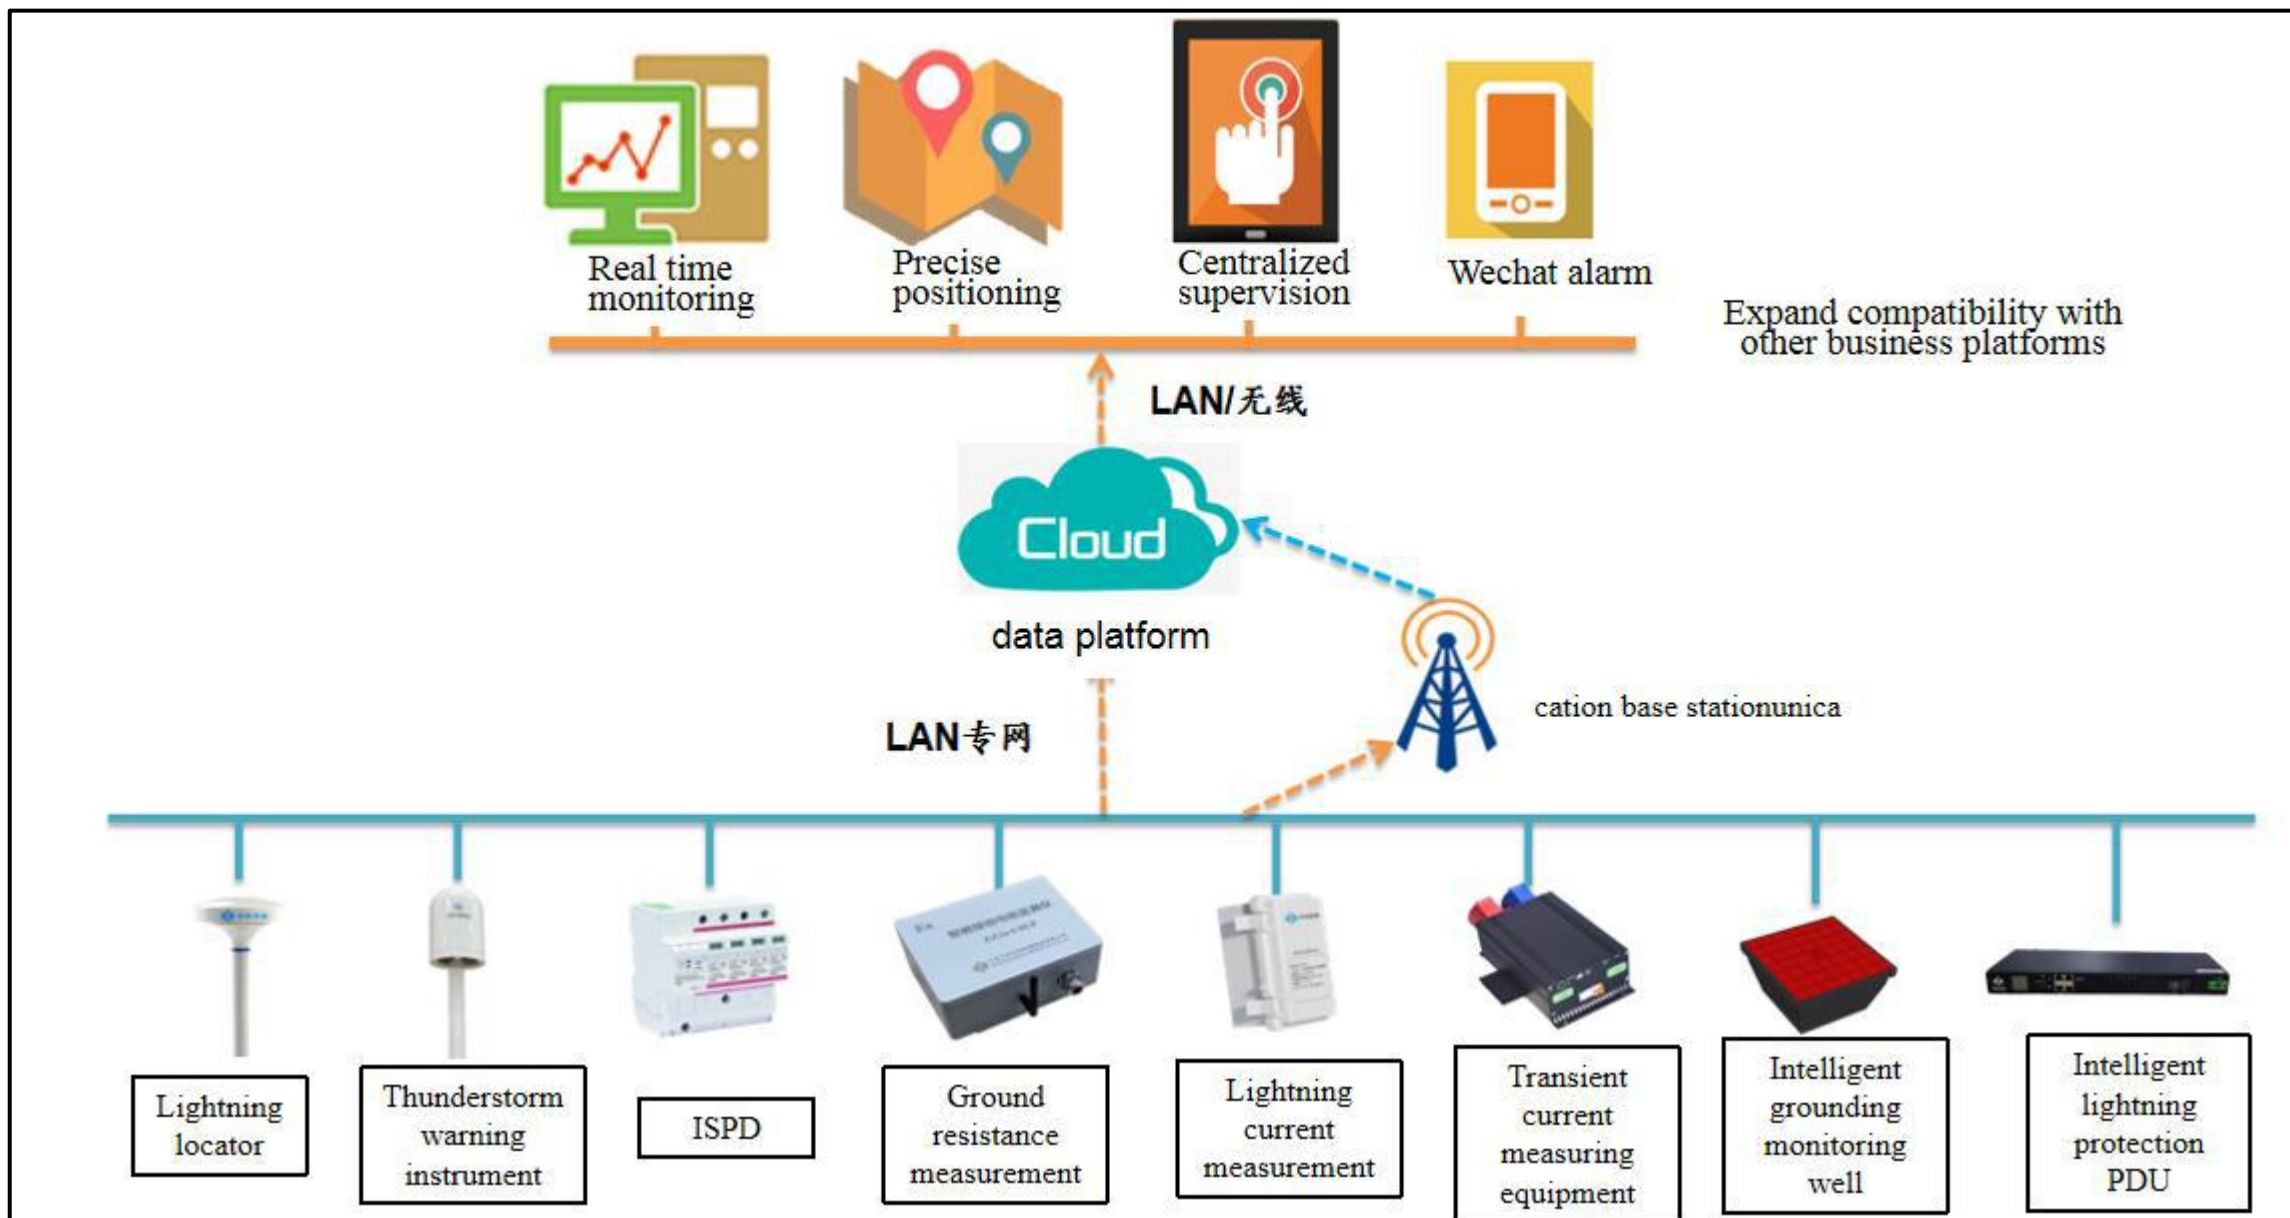 Real time
monitoring
Precise
positioning
Centralized
supervision
Wechat alarm
Expand compatibility with
other business platforms
LAN/无线
Cloud
data platform
cation base stationunica
LAN专网
Lightning
locator
Thunderstorm
warning
instrument
ISPD
Ground
resistance
measurement
Lightning
current
measurement
Transient
current
measuring
equipment
Intelligent
grounding
monitoring
well
Intelligent
lightning
protection
PDU